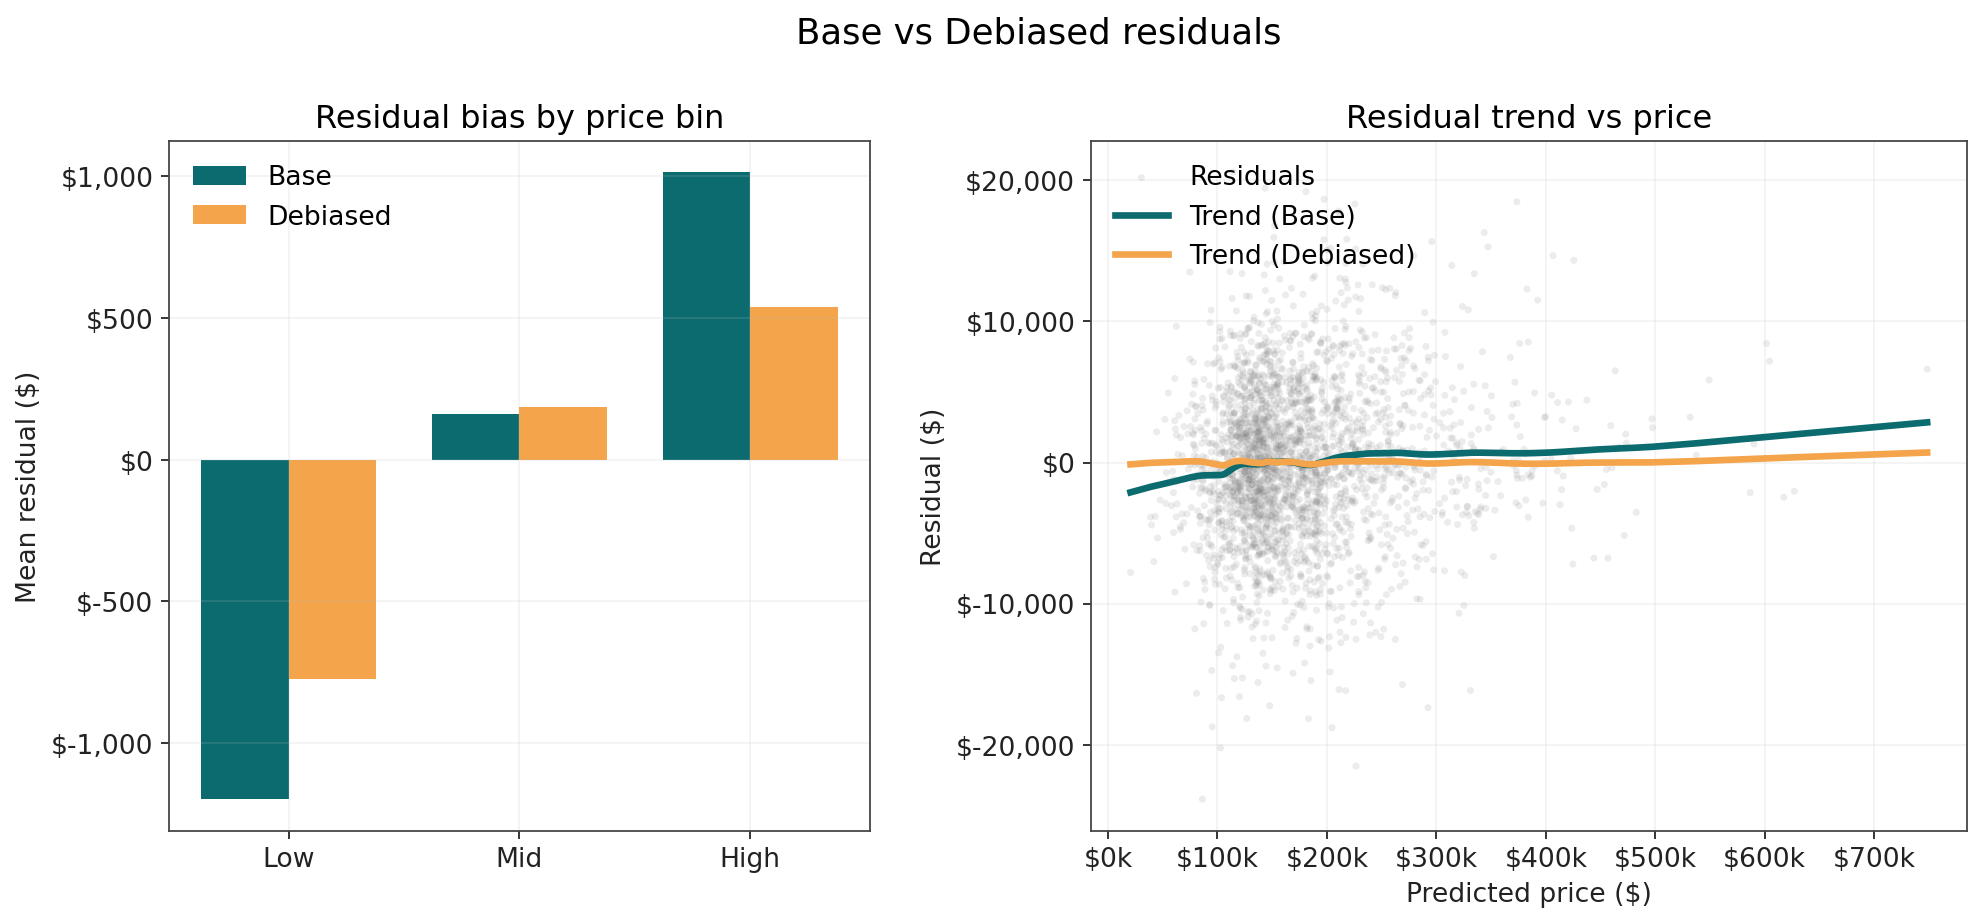 Base vs Debiased residuals
Residual bias by price bin
Base
Debiased
Mean residual ($)
$1,000
$500
$0
$-500
$-1,000
Low
Mid
High
Residual trend vs price
Residuals
Trend (Base)
Trend (Debiased)
Residual ($)
$20,000
$10,000
$0
$-10,000
$-20,000
$0k
$100k
$200k
$300k
$400k
$500k
$600k
$700k
Predicted price ($)